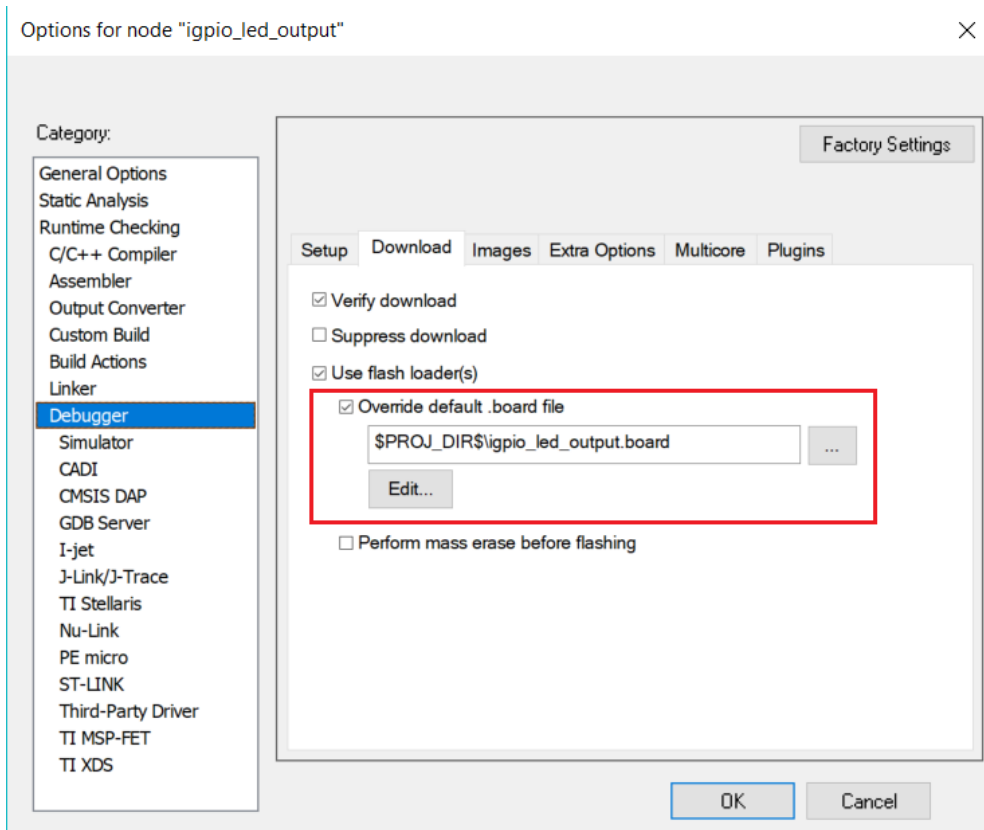 Options for node "igpio_led_output"
Category:
Factory Settings
General Options
Static Analysis
Runtime Checking
C/C++ Compiler
Assembler
Output Converter
Custom Build
Build Actions
Linker
Debugger
Simulator
CADI
CMSIS DAP
GDB Server
I-jet
J-Link/J-Trace
TI Stellaris
Nu-Link
PE micro
ST-LINK
Third-Party Driver
TI MSP-FET
TI XDS
Setup Download Images Extra Options Multicore Plugins
Verify download
Suppress download
Use flash loader(s)
Override default .board file
$PROJ_DIR$\igpio_led_output.board ...
Edit...
Perform mass erase before flashing
OK Cancel